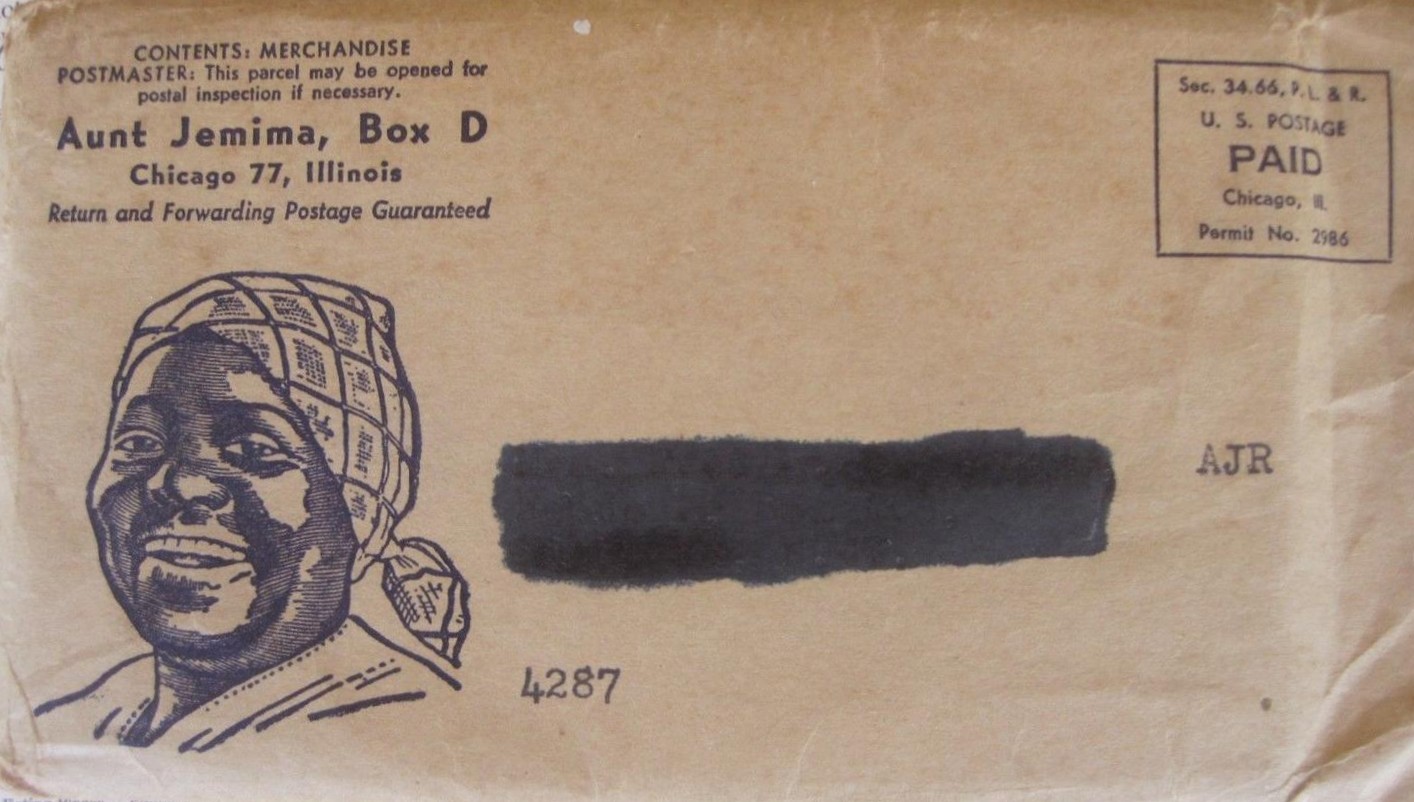 CONTENTS: MERCHANDISE
POSTMASTER: This parcel may be opened for
postal inspection if necessary.
Aunt Jemima, Box D
Chicago 77, Illinois
Return and Forwarding Postage Guaranteed
Sec. 34.66, P. L. & R.
U. S. POSTAGE
PAID
Chicago, Ill.
Permit No. 2986
AJR
4287